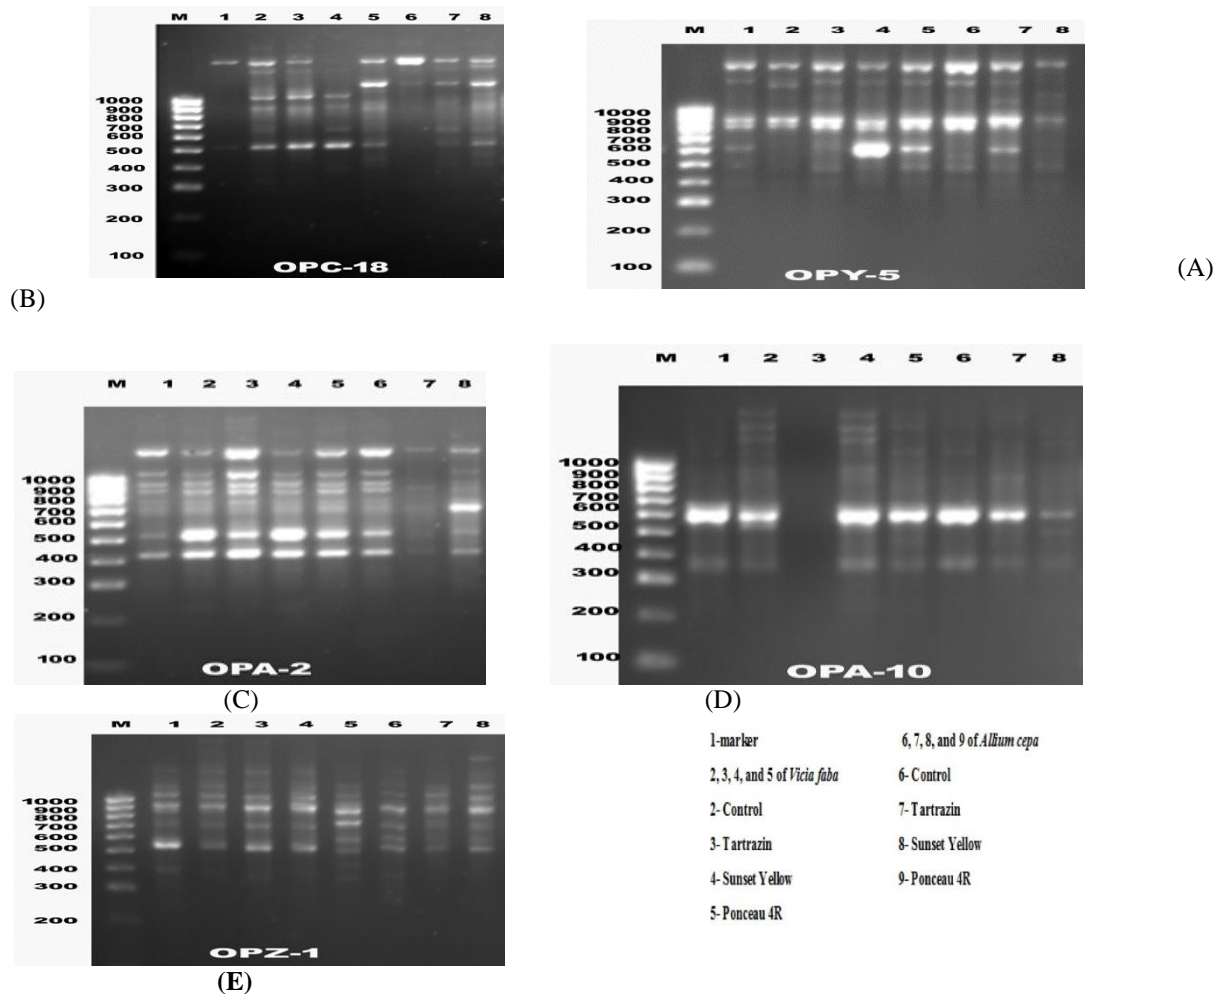 M 1 2 3 4 5 6 7 8
1000
900
800
700
600
500
400
300
200
100
OPC-18
(B)
M 1 2 3 4 5 6 7 8
1000
900
800
700
600
500
400
300
200
100
OPY-5
(A)
M 1 2 3 4 5 6 7 8
1000
900
800
700
600
500
400
300
200
100
OPA-2
(C)
M 1 2 3 4 5 6 7 8
1000
900
800
700
600
500
400
300
200
100
OPA-10
(D)
M 1 2 3 4 5 6 7 8
1000
900
800
700
600
500
400
300
200
OPZ-1
(E)
1-marker
2, 3, 4, and 5 of Vicia faba
2- Control
3- Tartrazin
4- Sunset Yellow
5- Ponceau 4R
6, 7, 8, and 9 of Allium cepa
6- Control
7- Tartrazin
8- Sunset Yellow
9- Ponceau 4R